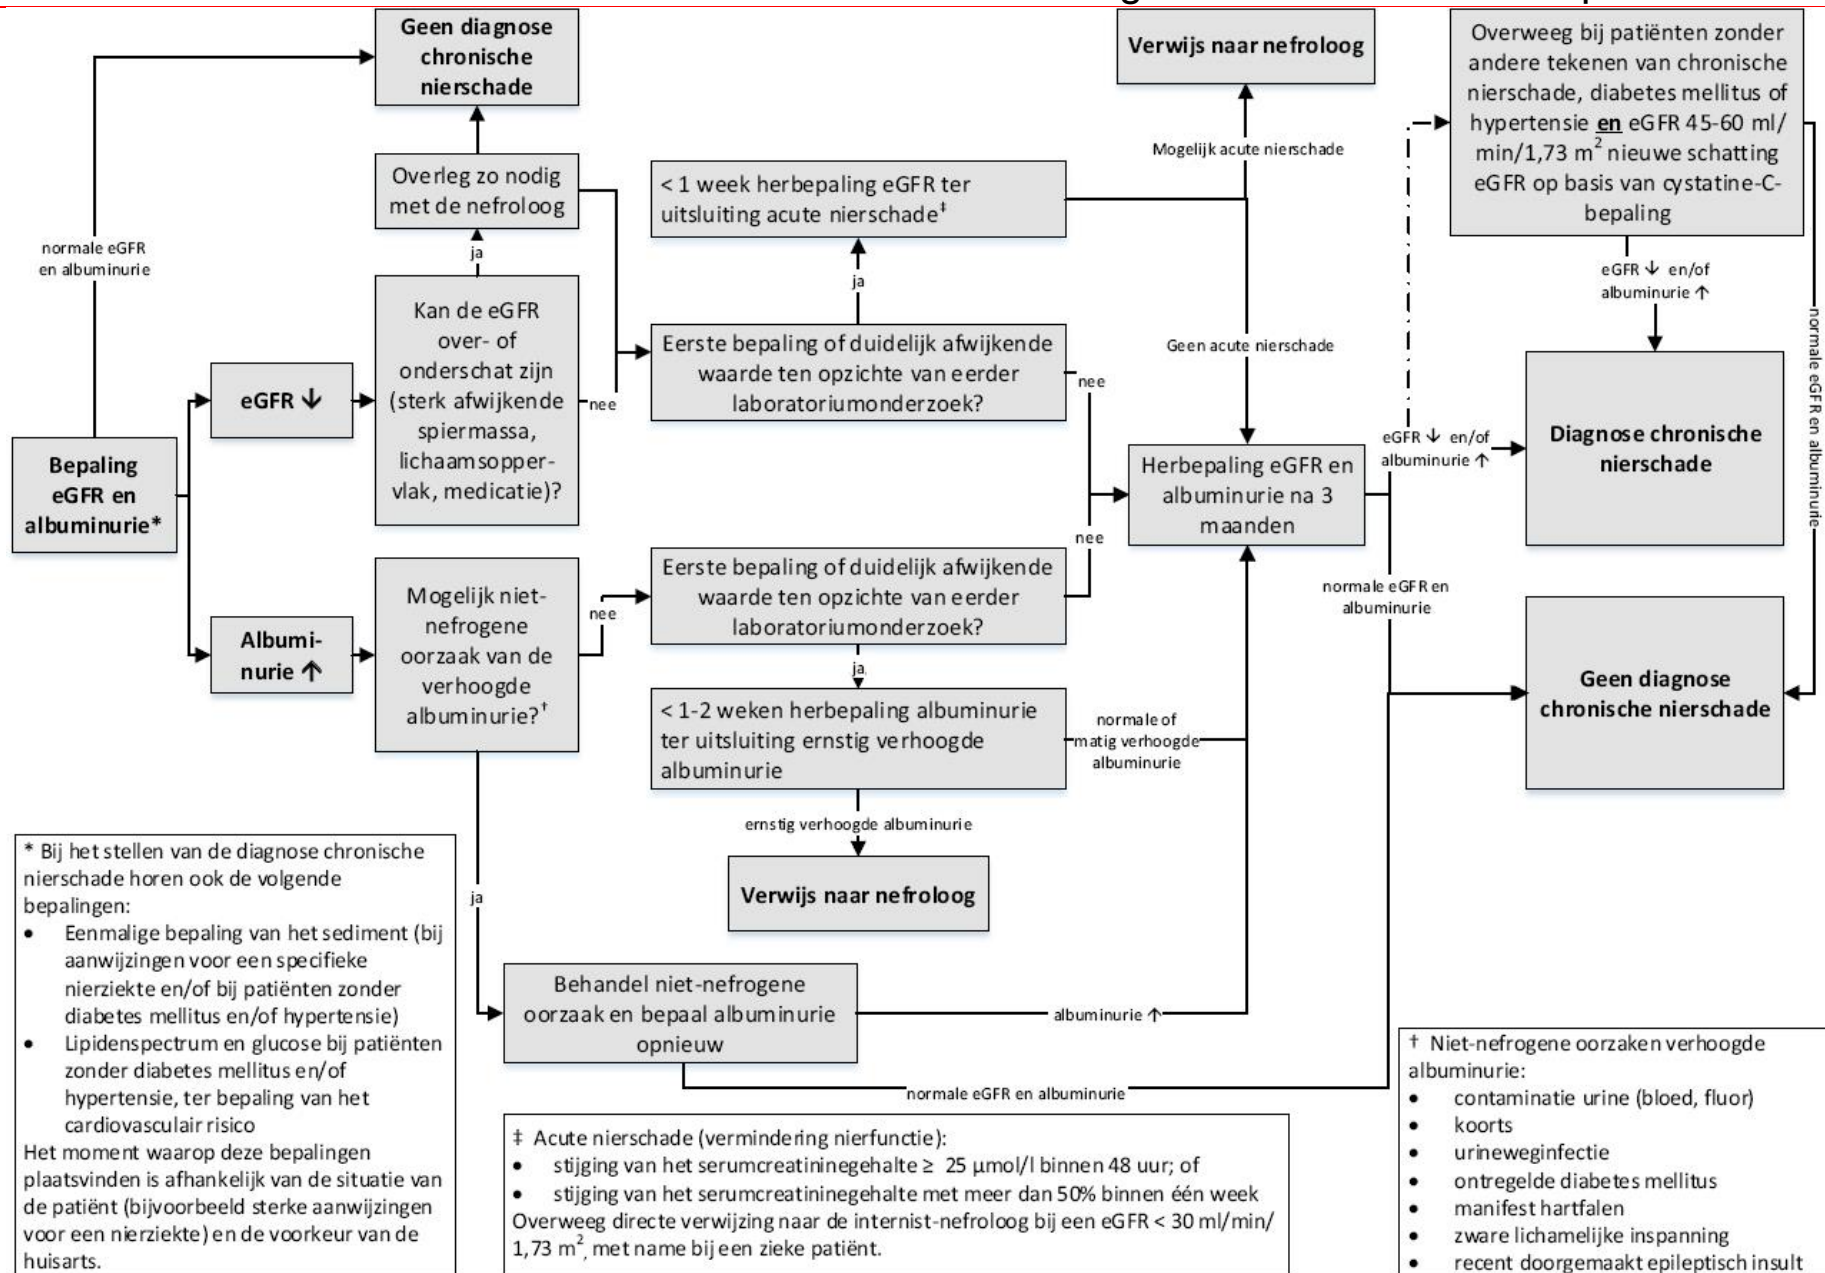 Geen diagnose
chronische
nierschade
Verwijs naar nefroloog
Overweeg bij patiënten zonder
andere tekenen van chronische
nierschade, diabetes mellitus of
hypertensie en eGFR 45-60 ml/
min/1,73 m² nieuwe schatting
eGFR op basis van cystatine-C-
bepaling
Overleg zo nodig
met de nefroloog
< 1 week herbepaling eGFR ter
uitsluiting acute nierschade‡
Mogelijk acute nierschade
normale eGFR
en albuminurie
ja
ja
eGFR ↓ en/of
albuminurie ↑
normale eGFR en albuminurie
Kan de eGFR
over- of
onderschat zijn
(sterk afwijkende
spiermassa,
lichaamsopper-
vlak, medicatie)?
nee
Eerste bepaling of duidelijk afwijkende
waarde ten opzichte van eerder
laboratoriumonderzoek?
nee
Geen acute nierschade
eGFR ↓
Bepaling
eGFR en
albuminurie*
Herbepaling eGFR en
albuminurie na 3
maanden
eGFR ↓ en/of
albuminurie ↑
Diagnose chronische
nierschade
Albumi-
nurie ↑
Mogelijk niet-
nefrogene
oorzaak van de
verhoogde
albuminurie?†
nee
Eerste bepaling of duidelijk afwijkende
waarde ten opzichte van eerder
laboratoriumonderzoek?
nee
normale eGFR en
albuminurie
Geen diagnose
chronische nierschade
ja
< 1-2 weken herbepaling albuminurie
ter uitsluiting ernstig verhoogde
albuminurie
normale of
matig verhoogde
albuminurie
ernstig verhoogde albuminurie
Verwijs naar nefroloog
ja
Behandel niet-nefrogene
oorzaak en bepaal albuminurie
opnieuw
albuminurie ↑
normale eGFR en albuminurie
* Bij het stellen van de diagnose chronische
nierschade horen ook de volgende
bepalingen:
• Eenmalige bepaling van het sediment (bij
aanwijzingen voor een specifieke
nierziekte en/of bij patiënten zonder
diabetes mellitus en/of hypertensie)
• Lipidenspectrum en glucose bij patiënten
zonder diabetes mellitus en/of
hypertensie, ter bepaling van het
cardiovasculair risico
Het moment waarop deze bepalingen
plaatsvinden is afhankelijk van de situatie van
de patiënt (bijvoorbeeld sterke aanwijzingen
voor een nierziekte) en de voorkeur van de
huisarts.
‡ Acute nierschade (vermindering nierfunctie):
• stijging van het serumcreatininegehalte ≥ 25 µmol/l binnen 48 uur; of
• stijging van het serumcreatininegehalte met meer dan 50% binnen één week
Overweeg directe verwijzing naar de internist-nefroloog bij een eGFR < 30 ml/min/
1,73 m², met name bij een zieke patiënt.
† Niet-nefrogene oorzaken verhoogde
albuminurie:
• contaminatie urine (bloed, fluor)
• koorts
• urineweginfectie
• ontregelde diabetes mellitus
• manifest hartfalen
• zware lichamelijke inspanning
• recent doorgemaakt epileptisch insult